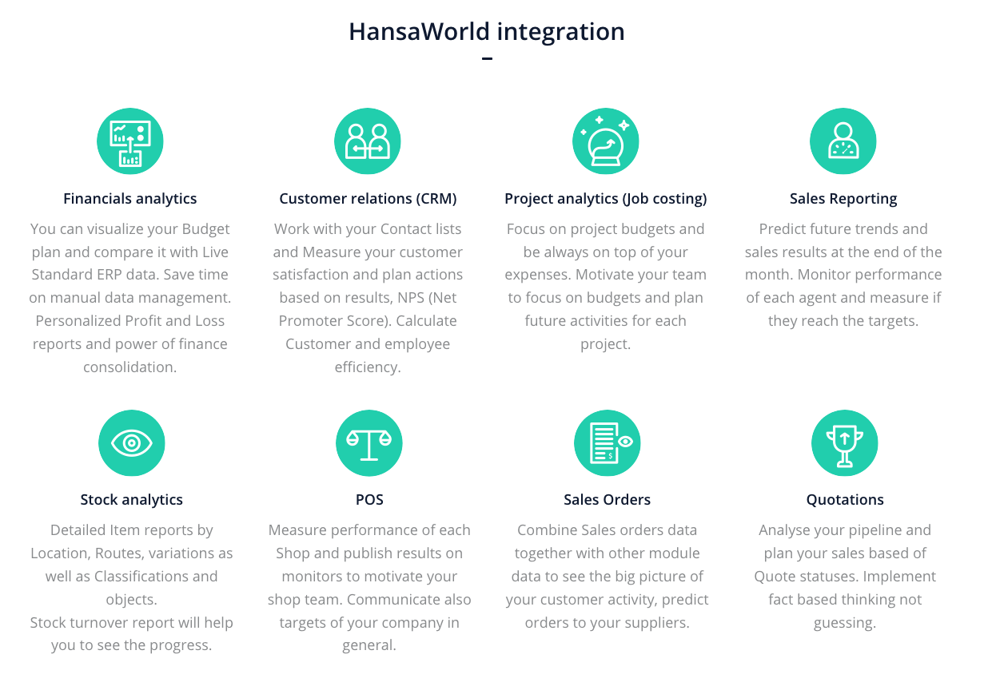 HansaWorld integration
Financials analytics
You can visualize your Budget
plan and compare it with Live
Standard ERP data. Save time
on manual data management.
Personalized Profit and Loss
reports and power of finance
consolidation.
Customer relations (CRM)
Work with your Contact lists
and Measure your customer
satisfaction and plan actions
based on results, NPS (Net
Promoter Score). Calculate
Customer and employee
efficiency.
Project analytics (Job costing)
Focus on project budgets and
be always on top of your
expenses. Motivate your team
to focus on budgets and plan
future activities for each
project.
Sales Reporting
Predict future trends and
sales results at the end of the
month. Monitor performance
of each agent and measure if
they reach the targets.
Stock analytics
Detailed Item reports by
Location, Routes, variations as
well as Classifications and
objects.
Stock turnover report will help
you to see the progress.
POS
Measure performance of each
Shop and publish results on
monitors to motivate your
shop team. Communicate also
targets of your company in
general.
$
Sales Orders
Combine Sales orders data
together with other module
data to see the big picture of
your customer activity, predict
orders to your suppliers.
Quotations
Analyse your pipeline and
plan your sales based of
Quote statuses. Implement
fact based thinking not
guessing.